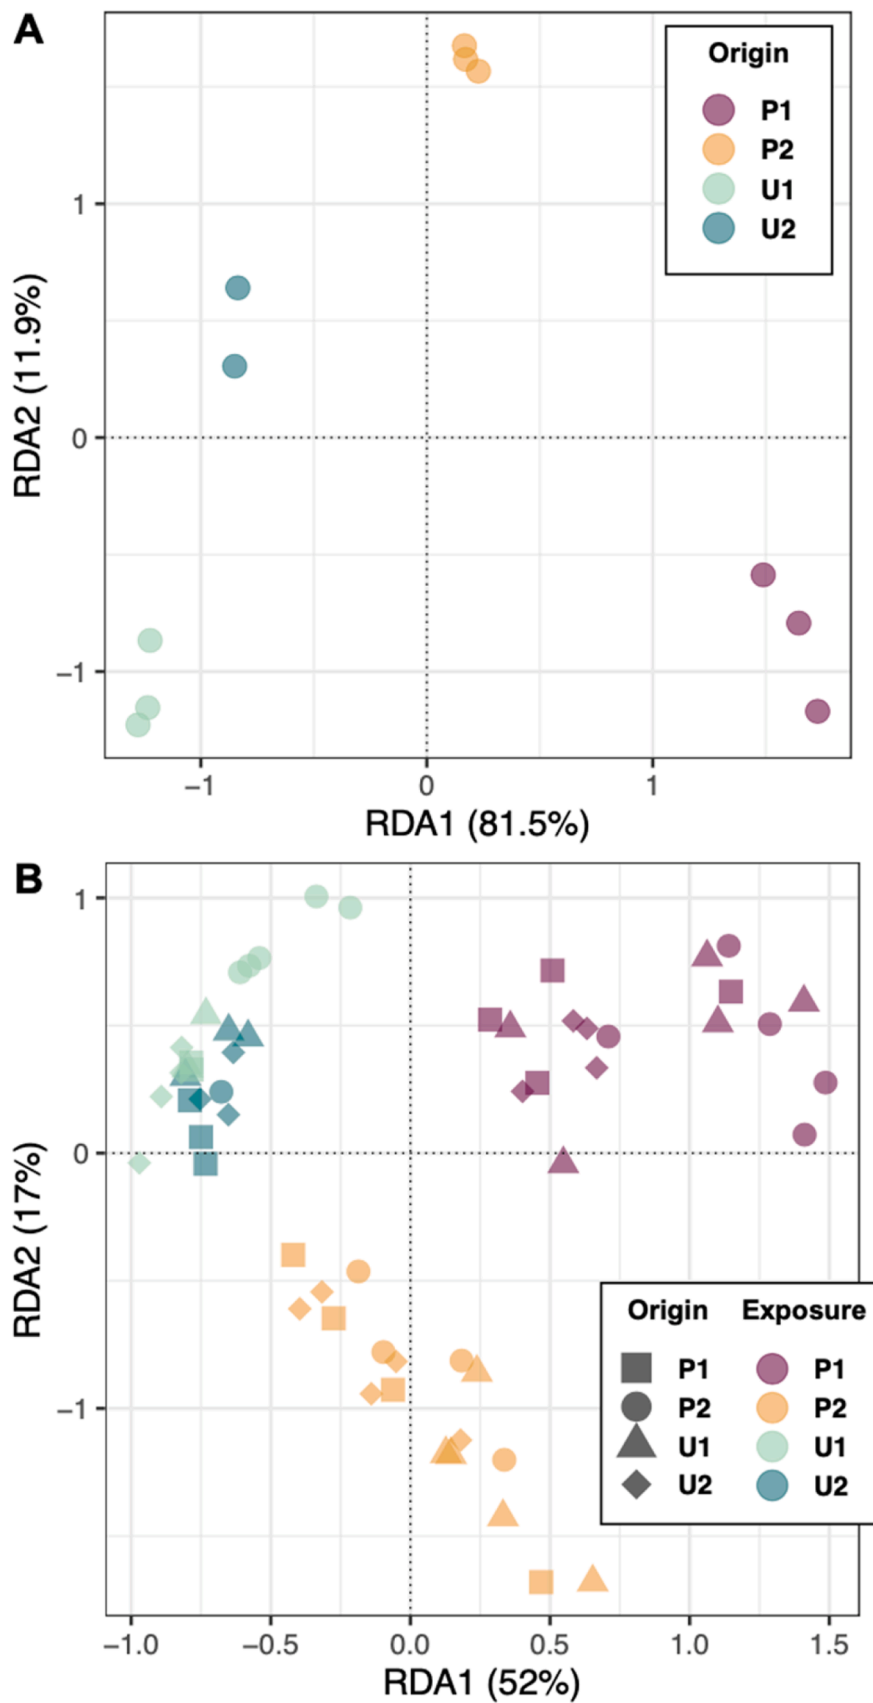 A
Origin
P1
P2
U1
U2
1
0
−1
RDA2 (11.9%)
−1 0 1
RDA1 (81.5%)
B
1
0
−1
RDA2 (17%)
Origin Exposure
P1 P1
P2 P2
U1 U1
U2 U2
−1.0 −0.5 0.0 0.5 1.0 1.5
RDA1 (52%)